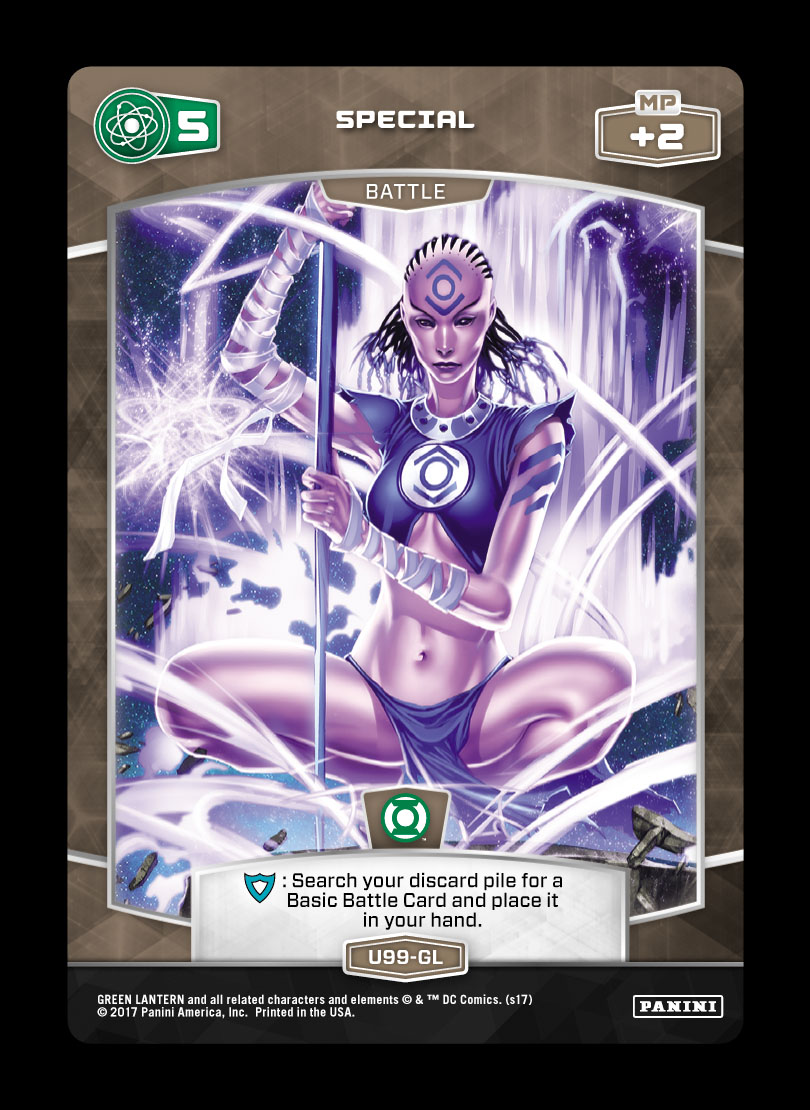 5
SPECIAL
MP
+2
BATTLE
™
: Search your discard pile for a
Basic Battle Card and place it
in your hand.
U99-GL
GREEN LANTERN and all related characters and elements © & ™ DC Comics. (s17)
© 2017 Panini America, Inc. Printed in the USA.
PANINI